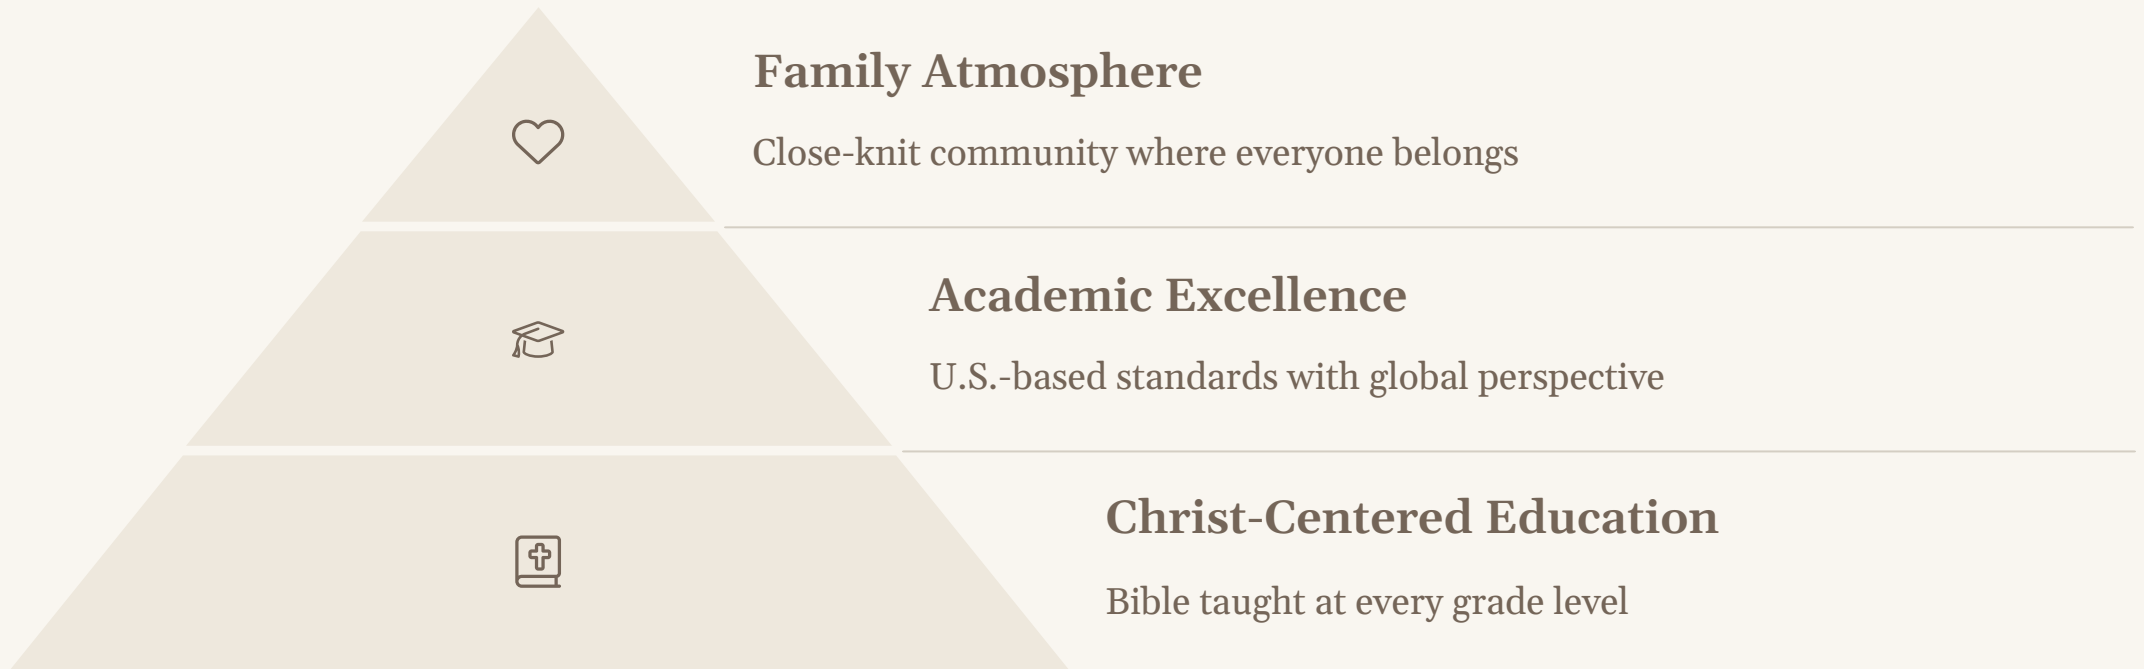 Family Atmosphere
Close-knit community where everyone belongs
Academic Excellence
U.S.-based standards with global perspective
Christ-Centered Education
Bible taught at every grade level